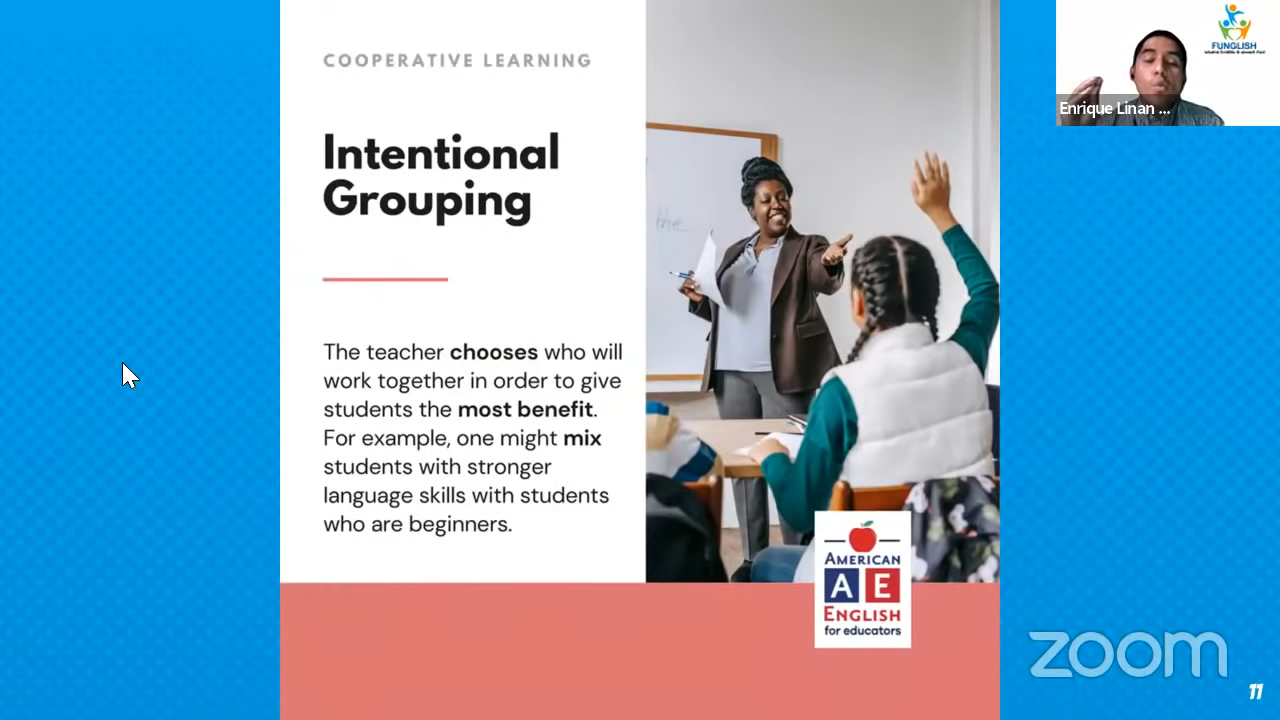 COOPERATIVE LEARNING
Intentional
Grouping
The teacher chooses who will
work together in order to give
students the most benefit.
For example, one might mix
students with stronger
language skills with students
who are beginners.
the
AMERICAN
A E
ENGLISH
for educators
FUNGLISH
Enrique Linan ...
zoom
11